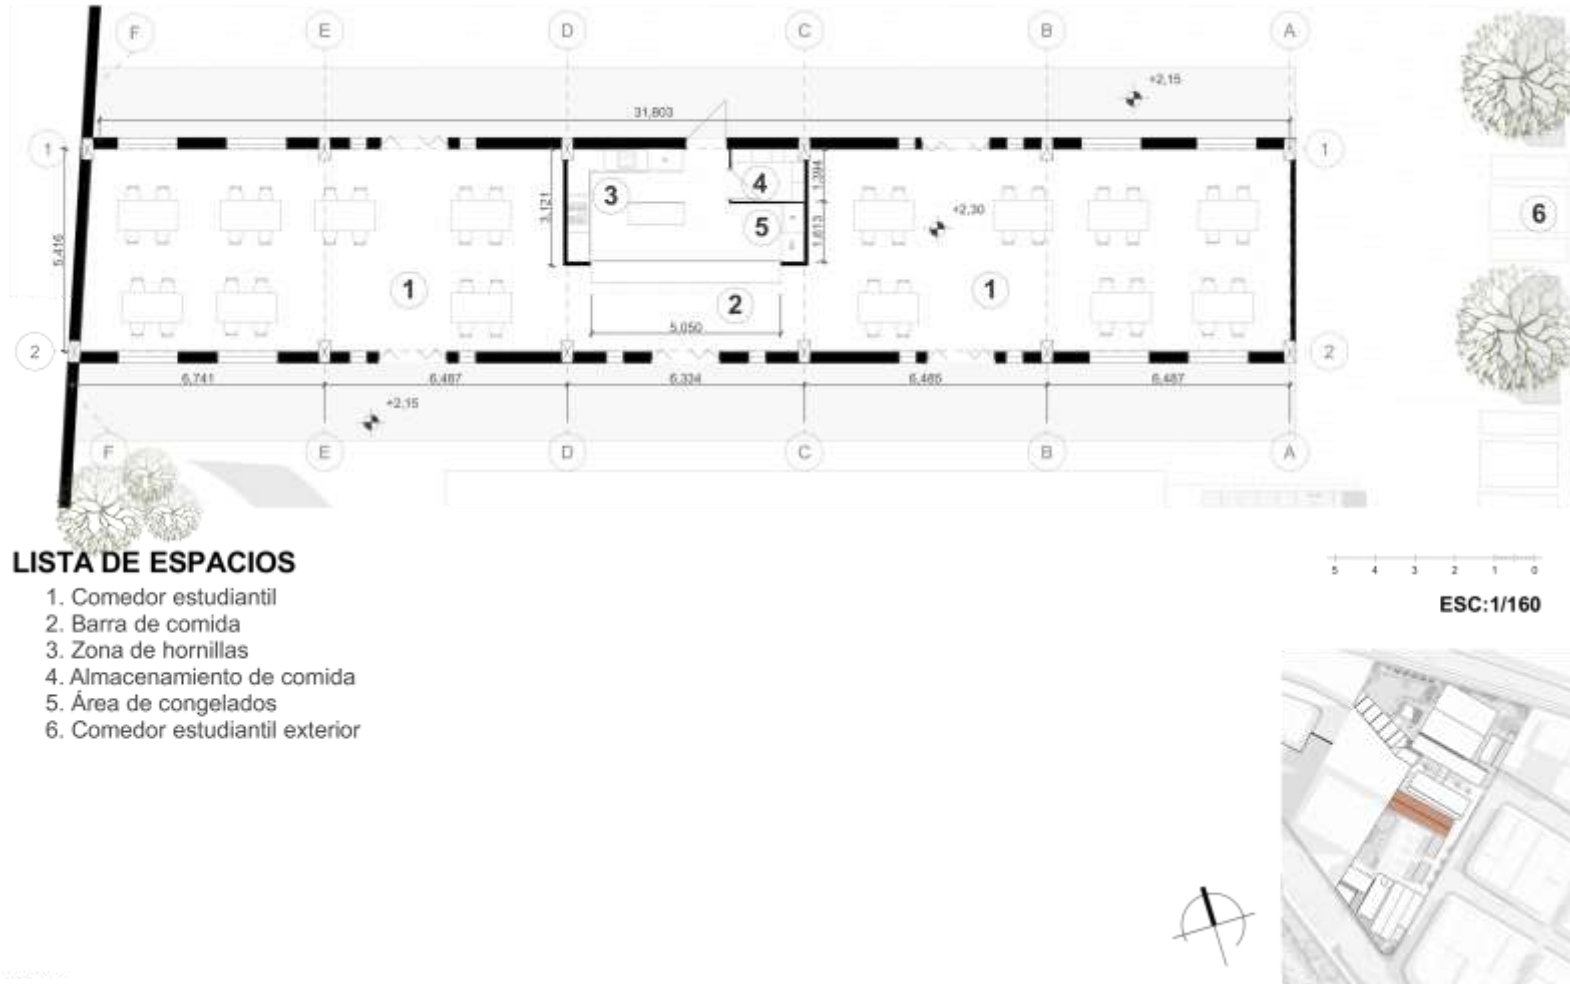 F E D C B A
+2,15
31,803
1 1
3 4 1,394
3,121
+2,30 6
5 1,613
5,416
1 1
2
5,050
2 2
6,741 6,487 6,334 6,485 6,487
+2,15
F E D C B A
LISTA DE ESPACIOS
1. Comedor estudiantil
2. Barra de comida
3. Zona de hornillas
4. Almacenamiento de comida
5. Área de congelados
6. Comedor estudiantil exterior
5 4 3 2 1 0
ESC:1/160